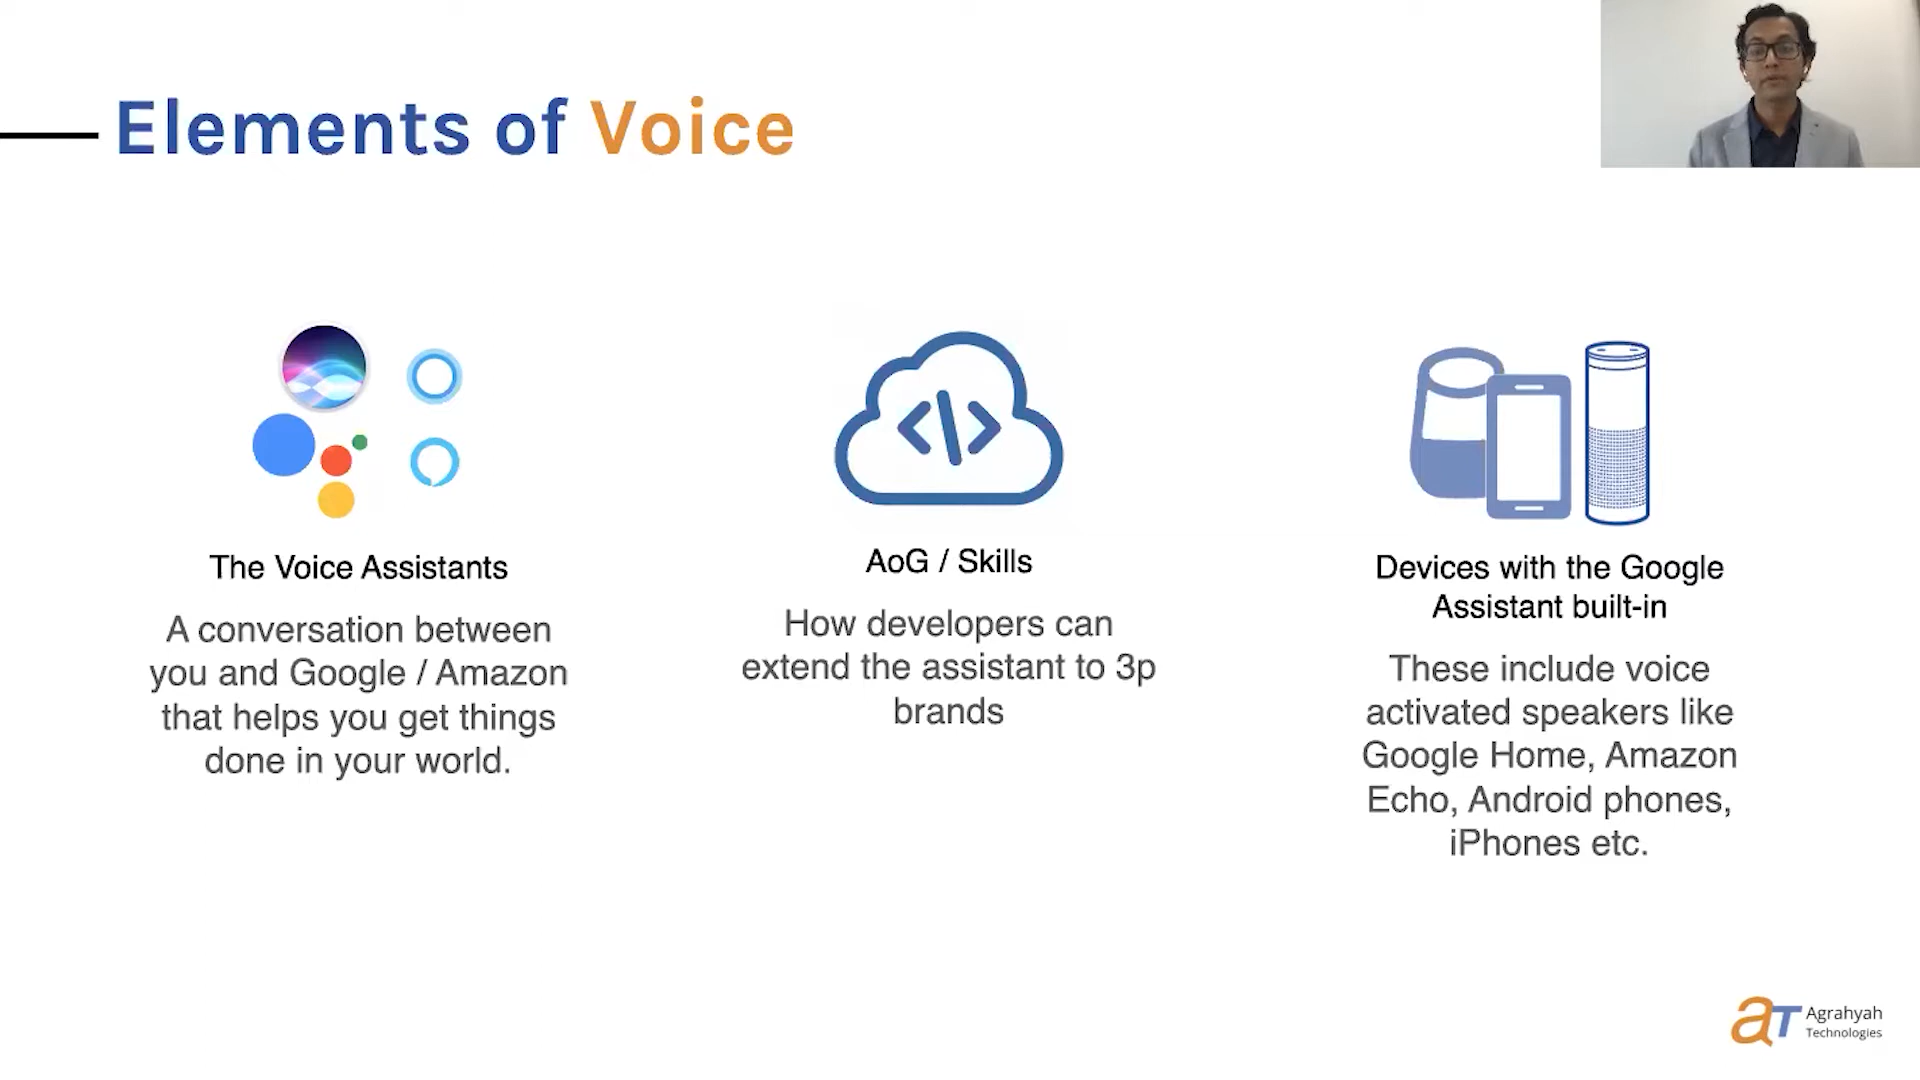 Elements of Voice
The Voice Assistants
A conversation between
you and Google / Amazon
that helps you get things
done in your world.
AoG / Skills
How developers can
extend the assistant to 3p
brands
Devices with the Google
Assistant built-in
These include voice
activated speakers like
Google Home, Amazon
Echo, Android phones,
iPhones etc.
aT Agrahyah
Technologies